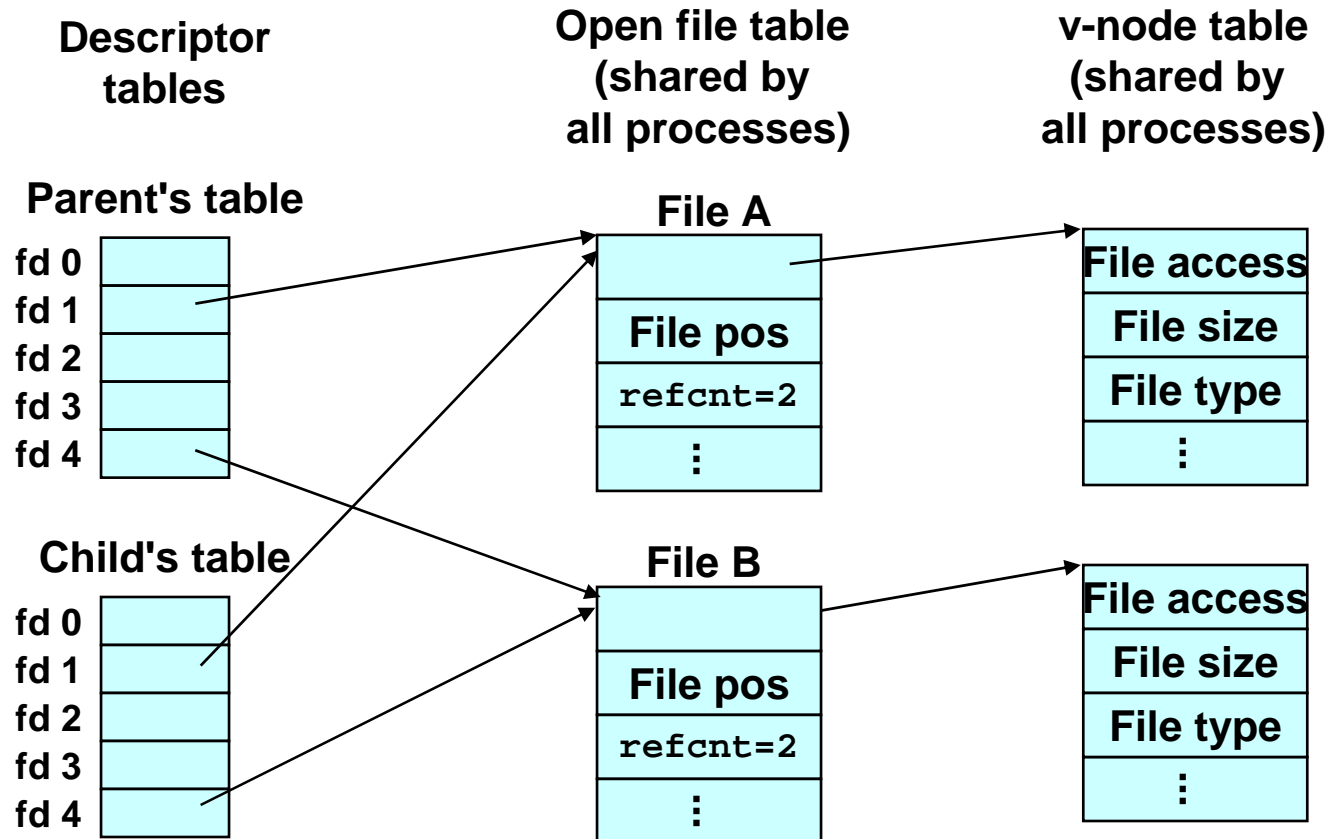 Descriptor
tables
Open file table
(shared by
all processes)
v-node table
(shared by
all processes)
Parent's table
fd 0
fd 1
fd 2
fd 3
fd 4
File A
File pos
refcnt=2
...
File access
File size
File type
...
Child's table
fd 0
fd 1
fd 2
fd 3
fd 4
File B
File pos
refcnt=2
...
File access
File size
File type
...